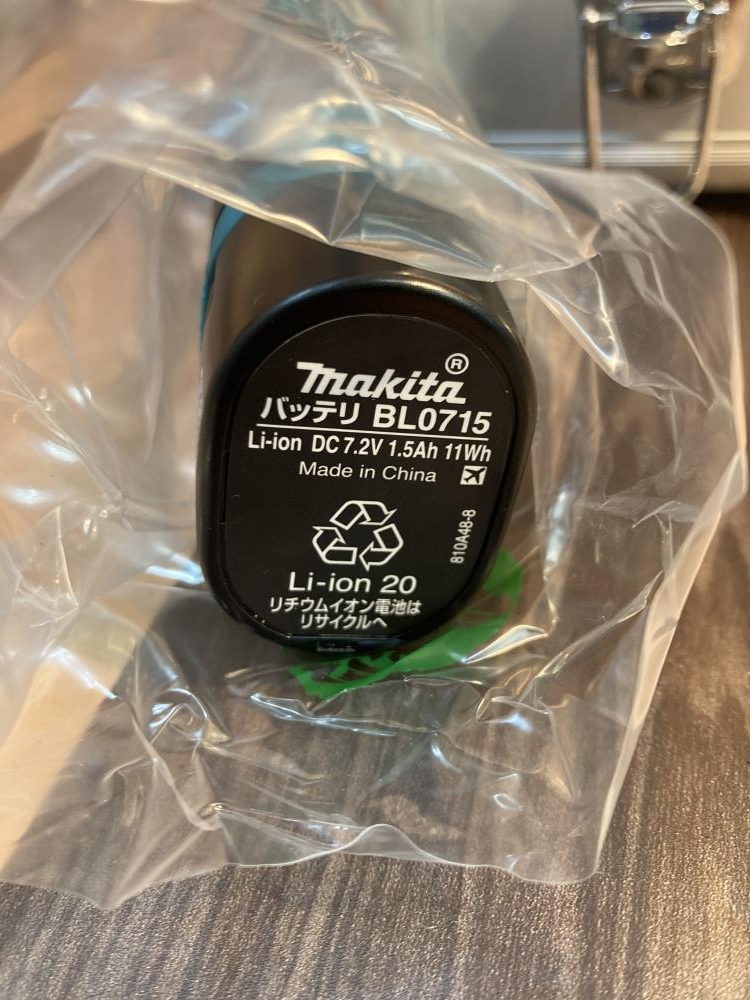 makita®
バッテリ BL0715
Li-ion DC 7.2V 1.5Ah 11Wh
Made in China
810A48-8
Li-ion 20
リチウムイオン電池は
リサイクルへ